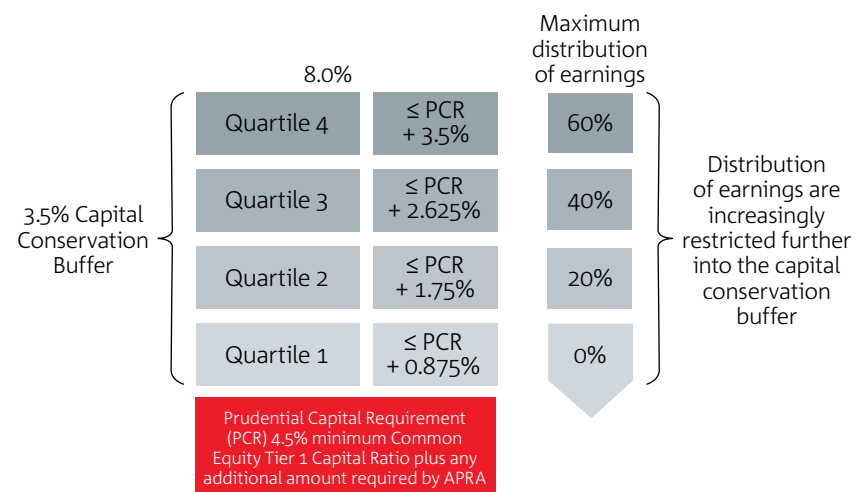 Maximum
distribution
of earnings
8.0%
Quartile 4
≤ PCR
+ 3.5%
60%
Quartile 3
≤ PCR
+ 2.625%
40%
Quartile 2
≤ PCR
+ 1.75%
20%
Quartile 1
≤ PCR
+ 0.875%
0%
3.5% Capital
Conservation
Buffer
Distribution
of earnings are
increasingly
restricted further
into the capital
conservation
buffer
Prudential Capital Requirement
(PCR) 4.5% minimum Common
Equity Tier 1 Capital Ratio plus any
additional amount required by APRA